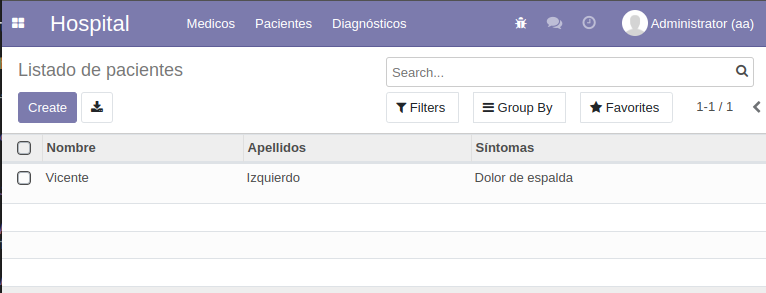 Hospital Medicos Pacientes Diagnósticos Administrator (aa)
Listado de pacientes Search...
Create Filters Group By Favorites 1-1 / 1
Nombre Apellidos Síntomas
Vicente Izquierdo Dolor de espalda